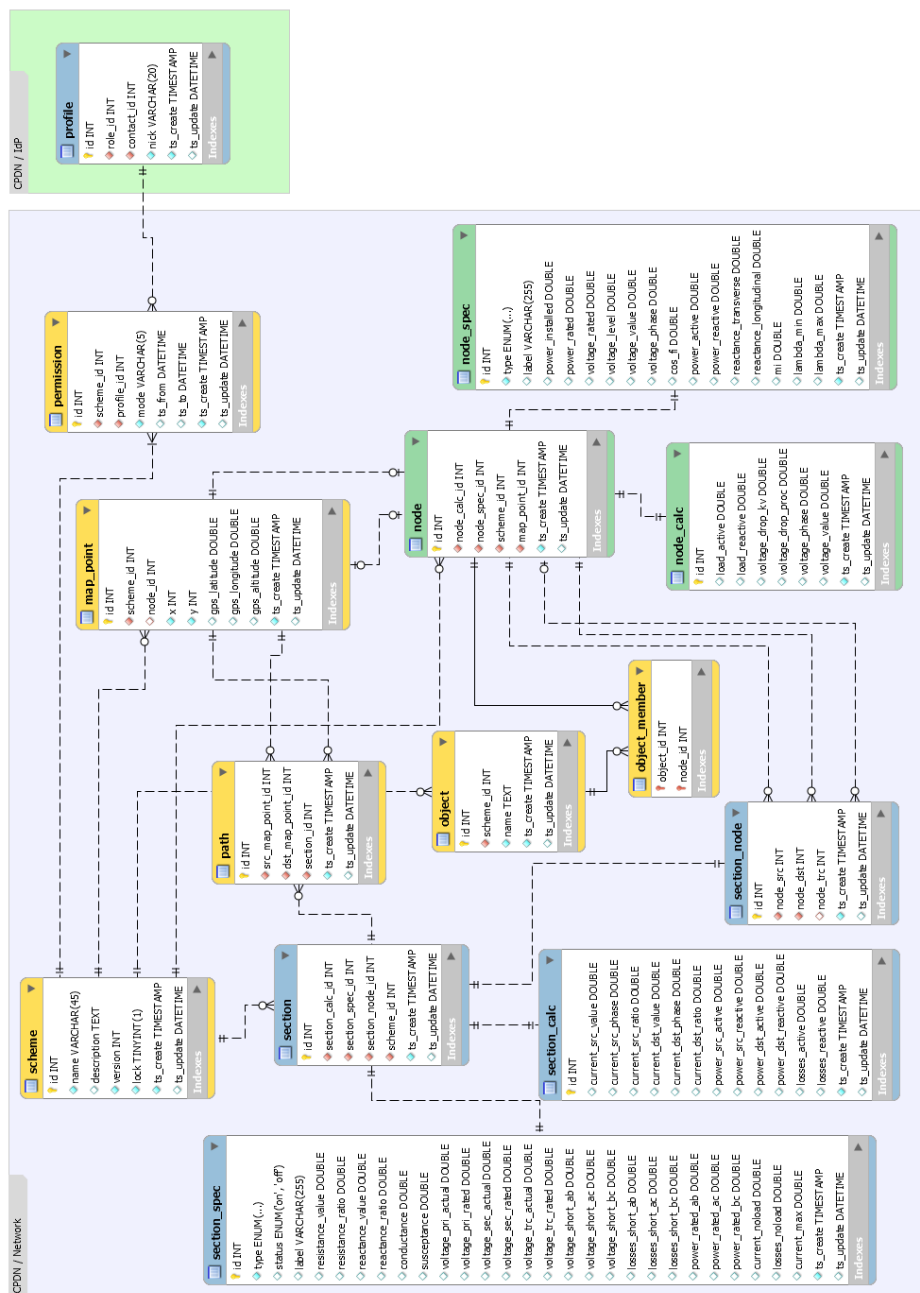 CPDN / Network
CPDN / IdP
scheme
id INT
name VARCHAR(45)
description TEXT
version INT
lock TINYINT(1)
ts_create TIMESTAMP
ts_update DATETIME
Indexes
path
id INT
src_map_point_id INT
dst_map_point_id INT
section_id INT
ts_create TIMESTAMP
ts_update DATETIME
Indexes
map_point
id INT
scheme_id INT
node_id INT
x INT
y INT
gps_latitude DOUBLE
gps_longitude DOUBLE
gps_altitude DOUBLE
ts_create TIMESTAMP
ts_update DATETIME
Indexes
permission
id INT
scheme_id INT
profile_id INT
mode VARCHAR(5)
ts_from DATETIME
ts_to DATETIME
ts_create TIMESTAMP
ts_update DATETIME
Indexes
profile
id INT
role_id INT
contact_id INT
nick VARCHAR(20)
ts_create TIMESTAMP
ts_update DATETIME
Indexes
section_spec
id INT
type ENUM(...)
status ENUM('on', 'off')
label VARCHAR(255)
resistance_value DOUBLE
resistance_ratio DOUBLE
reactance_value DOUBLE
reactance_ratio DOUBLE
conductance DOUBLE
susceptance DOUBLE
voltage_pri_actual DOUBLE
voltage_pri_rated DOUBLE
voltage_sec_actual DOUBLE
voltage_sec_rated DOUBLE
voltage_trc_actual DOUBLE
voltage_trc_rated DOUBLE
voltage_short_ab DOUBLE
voltage_short_ac DOUBLE
voltage_short_bc DOUBLE
losses_short_ab DOUBLE
losses_short_ac DOUBLE
losses_short_bc DOUBLE
power_rated_ab DOUBLE
power_rated_ac DOUBLE
power_rated_bc DOUBLE
current_noload DOUBLE
losses_noload DOUBLE
current_max DOUBLE
ts_create TIMESTAMP
ts_update DATETIME
Indexes
section
id INT
section_calc_id INT
section_spec_id INT
section_node_id INT
scheme_id INT
ts_create TIMESTAMP
ts_update DATETIME
Indexes
object
id INT
scheme_id INT
name TEXT
ts_create TIMESTAMP
ts_update DATETIME
Indexes
node
id INT
node_calc_id INT
node_spec_id INT
scheme_id INT
map_point_id INT
ts_create TIMESTAMP
ts_update DATETIME
Indexes
node_spec
id INT
type ENUM(...)
label VARCHAR(255)
power_installed DOUBLE
power_rated DOUBLE
voltage_rated DOUBLE
voltage_level DOUBLE
voltage_value DOUBLE
voltage_phase DOUBLE
cos_fi DOUBLE
power_active DOUBLE
power_reactive DOUBLE
reactance_transverse DOUBLE
reactance_longitudinal DOUBLE
mi DOUBLE
lambda_min DOUBLE
lambda_max DOUBLE
ts_create TIMESTAMP
ts_update DATETIME
Indexes
section_calc
id INT
current_src_value DOUBLE
current_src_phase DOUBLE
current_src_ratio DOUBLE
current_dst_value DOUBLE
current_dst_phase DOUBLE
current_dst_ratio DOUBLE
power_src_active DOUBLE
power_src_reactive DOUBLE
power_dst_active DOUBLE
power_dst_reactive DOUBLE
losses_active DOUBLE
losses_reactive DOUBLE
ts_create TIMESTAMP
ts_update DATETIME
Indexes
object_member
object_id INT
node_id INT
Indexes
node_calc
id INT
load_active DOUBLE
load_reactive DOUBLE
voltage_drop_kv DOUBLE
voltage_drop_proc DOUBLE
voltage_phase DOUBLE
voltage_value DOUBLE
ts_create TIMESTAMP
ts_update DATETIME
Indexes
section_node
id INT
node_src INT
node_dst INT
node_trc INT
ts_create TIMESTAMP
ts_update DATETIME
Indexes